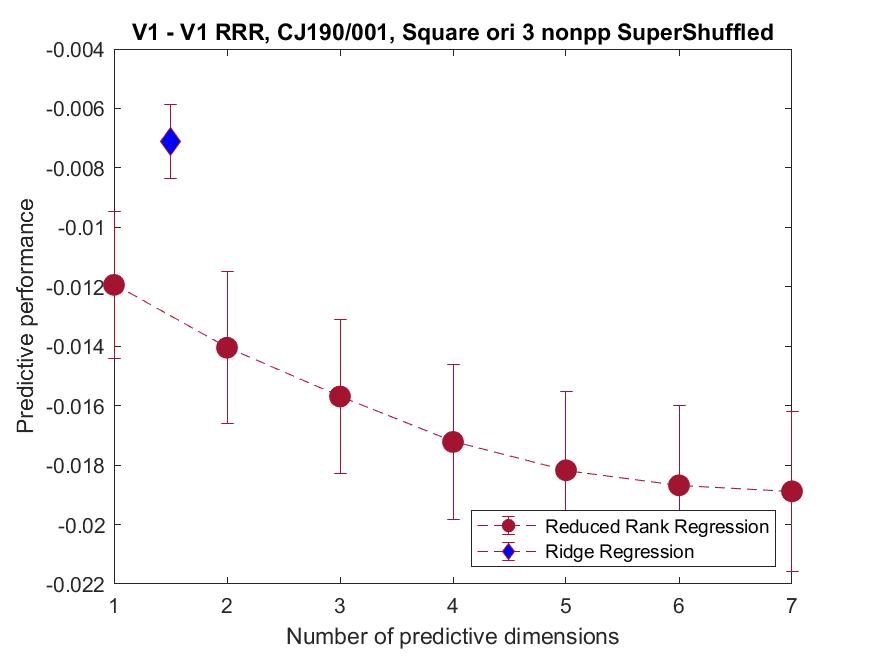 V1 - V1 RRR, CJ190/001, Square ori 3 nonpp SuperShuffled
-0.004
-0.006
-0.008
-0.01
-0.012
-0.014
-0.016
-0.018
-0.02
-0.022
Predictive performance
Reduced Rank Regression
Ridge Regression
1 2 3 4 5 6 7
Number of predictive dimensions